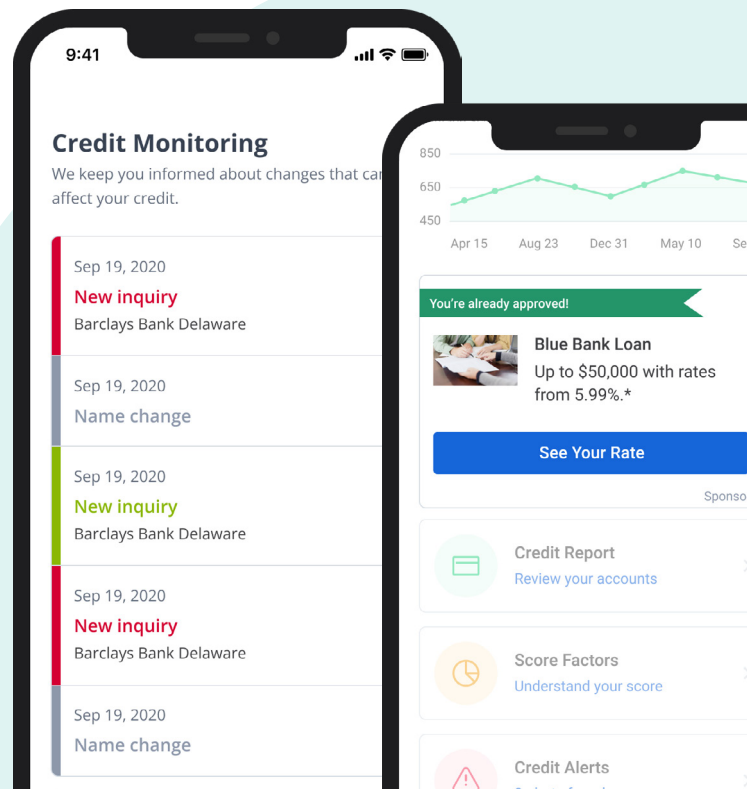 9:41
Credit Monitoring
We keep you informed about changes that
affect your credit.
Sep 19, 2020
New inquiry
Barclays Bank Delaware
Sep 19, 2020
Name change
Sep 19, 2020
New inquiry
Barclays Bank Delaware
Sep 19, 2020
New inquiry
Barclays Bank Delaware
Sep 19, 2020
Name change
850
650
450
Apr 15 Aug 23 Dec 31 May 10
You're already approved!
Blue Bank Loan
Up to $50,000 with rates
from 5.99%.*
See Your Rate
Credit Report
Review your accounts
Score Factors
Understand your score
Credit Alerts